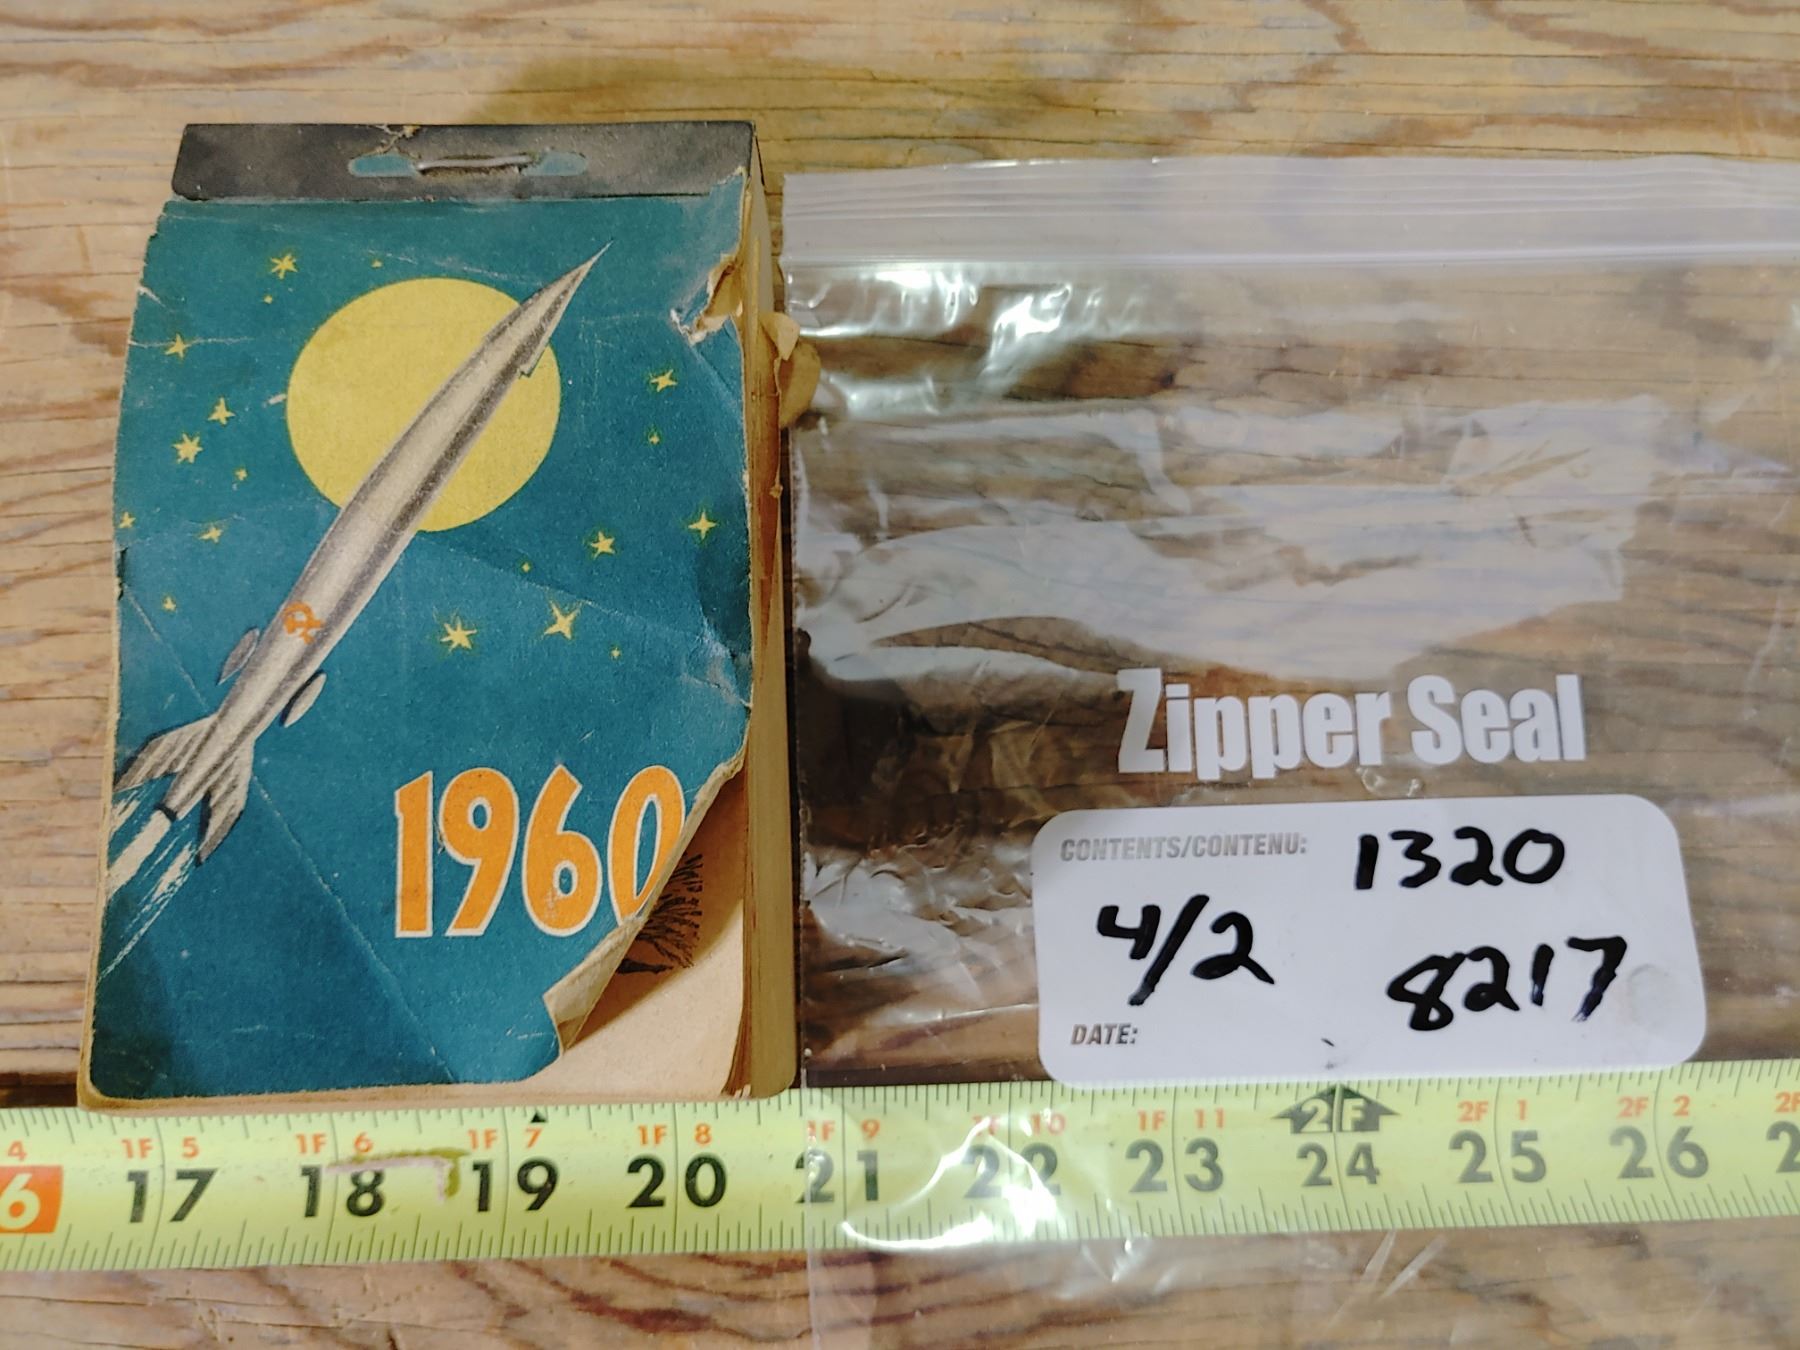 1960
Zipper Seal
CONTENTS/CONTENU: 1320
4/2 8217
DATE:
4 1F 5 1F 6 1F 7 1F 8 1F 9 1F 10 1F 11 2F 2F 1 2F 2 2F
6 17 18 19 20 21 22 23 24 25 26 2